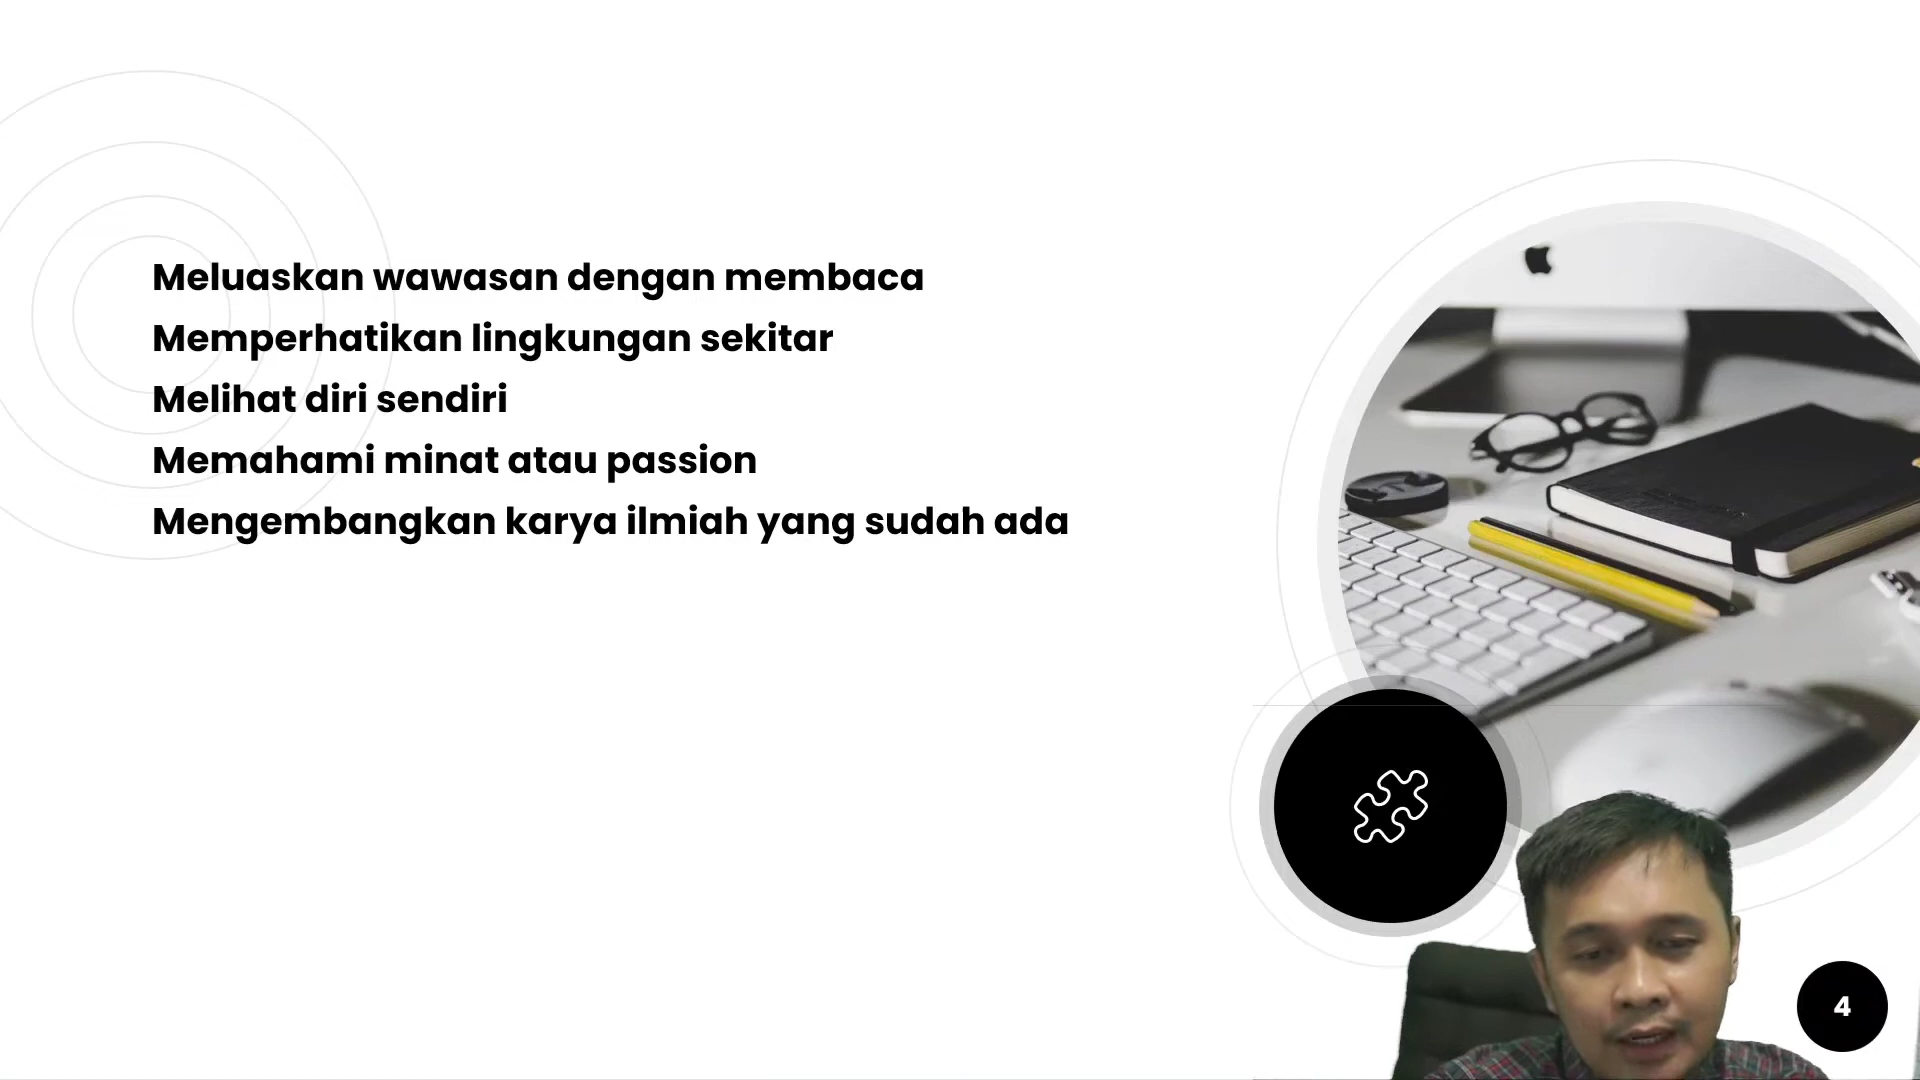 Meluaskan wawasan dengan membaca
Memperhatikan lingkungan sekitar
Melihat diri sendiri
Memahami minat atau passion
Mengembangkan karya ilmiah yang sudah ada
4